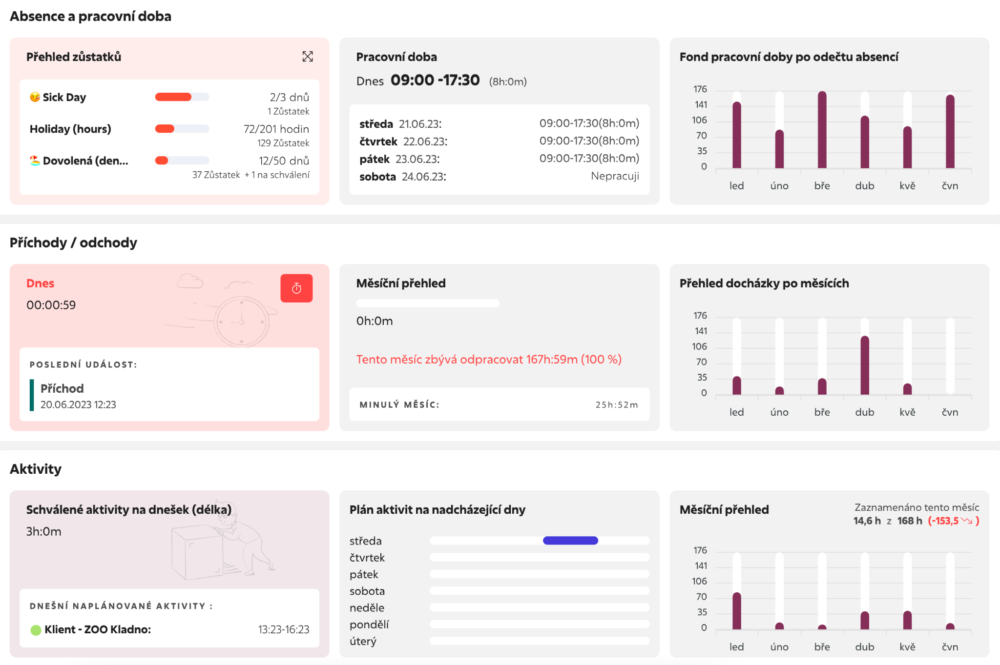 Absence a pracovní doba
Přehled zůstatků
🤒 Sick Day 2/3 dnů
1 Zůstatek
Holiday (hours) 72/201 hodin
129 Zůstatek
🏖️ Dovolená (den... 12/50 dnů
37 Zůstatek + 1 na schválení
Pracovní doba
Dnes 09:00 -17:30 (8h:0m)
středa 21.06.23: 09:00-17:30(8h:0m)
čtvrtek 22.06.23: 09:00-17:30(8h:0m)
pátek 23.06.23: 09:00-17:30(8h:0m)
sobota 24.06.23: Nepracuji
Fond pracovní doby po odečtu absencí
176
141
106
70
35
0
led úno bře dub kvě čvn
Příchody / odchody
Dnes
00:00:59
POSLEDNÍ UDÁLOST:
Příchod
20.06.2023 12:23
Měsíční přehled
0h:0m
Tento měsíc zbývá odpracovat 167h:59m (100 %)
MINULÝ MĚSÍC: 25h:52m
Přehled docházky po měsících
176
141
106
70
35
0
led úno bře dub kvě čvn
Aktivity
Schválené aktivity na dnešek (délka)
3h:0m
DNEŠNÍ NAPLÁNOVANÉ AKTIVITY :
Klient - ZOO Kladno: 13:23-16:23
Plán aktivit na nadcházející dny
středa
čtvrtek
pátek
sobota
neděle
pondělí
úterý
Měsíční přehled
Zaznamenáno tento měsíc
14,6 h z 168 h (-153,5 )
176
141
106
70
35
0
led úno bře dub kvě čvn